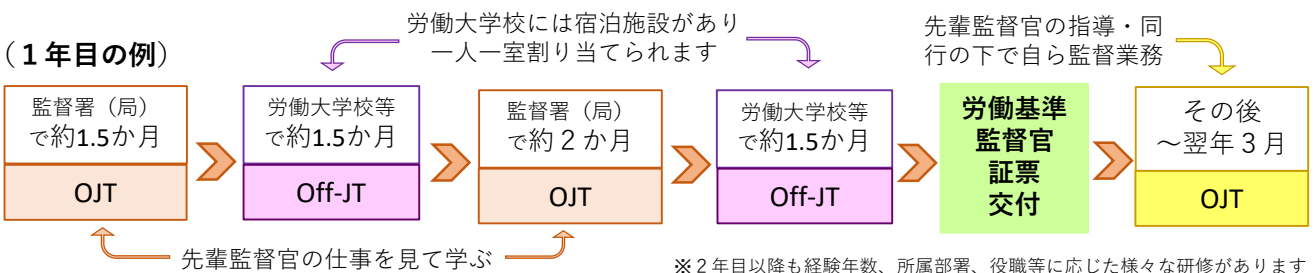 (１年目の例)
労働大学校には宿泊施設があり
一人一室割り当てられます
先輩監督官の指導・同
行の下で自ら監督業務
監督署（局）
で約1.5か月
OJT
労働大学校等
で約1.5か月
Off-JT
監督署（局）
で約２か月
OJT
労働大学校等
で約1.5か月
Off-JT
労働基準
監督官
証票
交付
その後
～翌年３月
OJT
先輩監督官の仕事を見て学ぶ
※２年目以降も経験年数、所属部署、役職等に応じた様々な研修があります